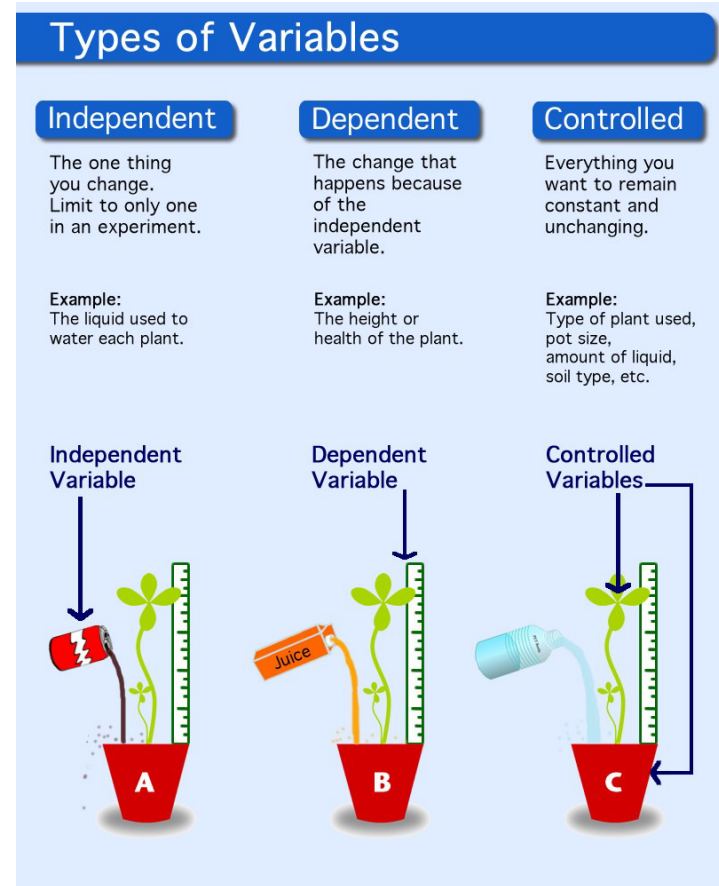 Types of Variables
Independent
The one thing
you change.
Limit to only one
in an experiment.
Example:
The liquid used to
water each plant.
Dependent
The change that
happens because
of the
independent
variable.
Example:
The height or
health of the plant.
Controlled
Everything you
want to remain
constant and
unchanging.
Example:
Type of plant used,
pot size,
amount of liquid,
soil type, etc.
Independent
Variable
Dependent
Variable
Controlled
Variables
Juice
A
B
C